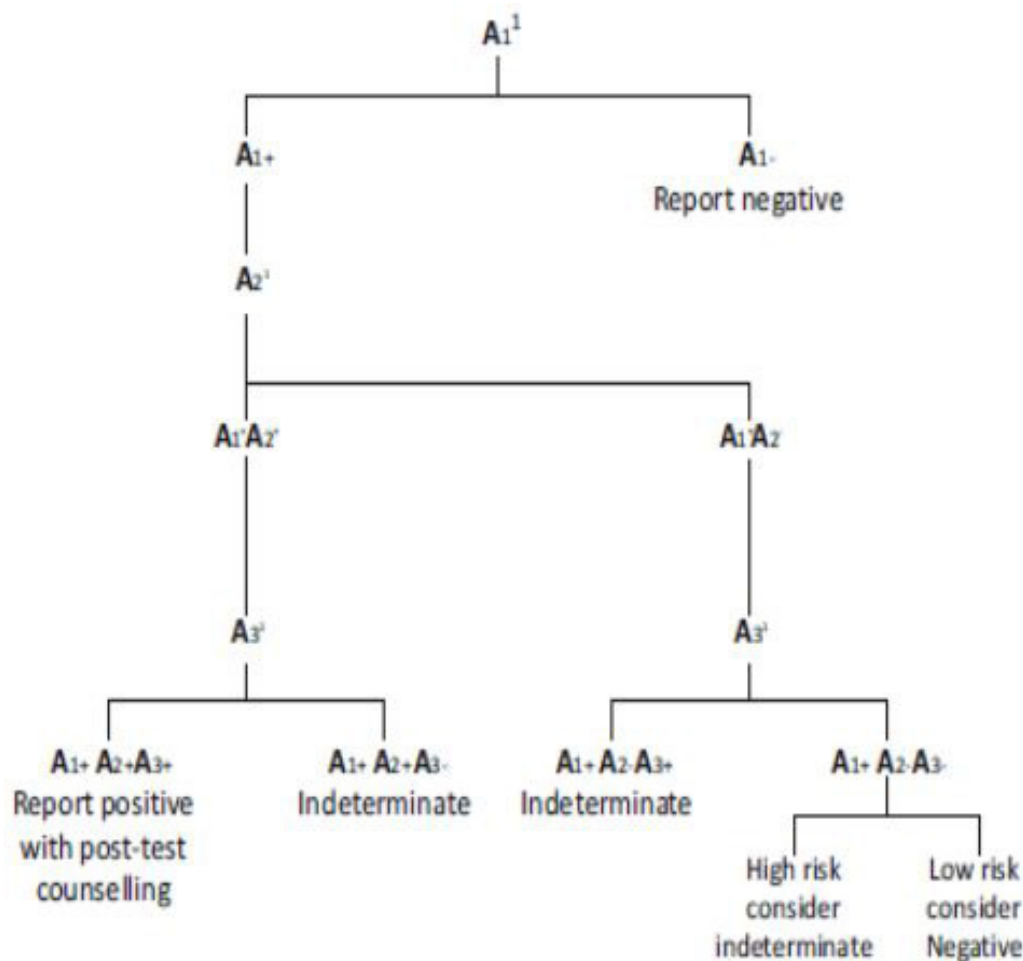 A₁¹
A₁₊
A₁₋
Report negative
A₂¹
A₁⁺A₂⁺
A₁⁺A₂⁻
A₃¹
A₃¹
A₁₊ A₂₊A₃₊
Report positive
with post-test
counselling
A₁₊ A₂₊A₃₋
Indeterminate
A₁₊ A₂₋A₃₊
Indeterminate
A₁₊ A₂₋A₃₋
High risk
consider
indeterminate
Low risk
consider
Negative